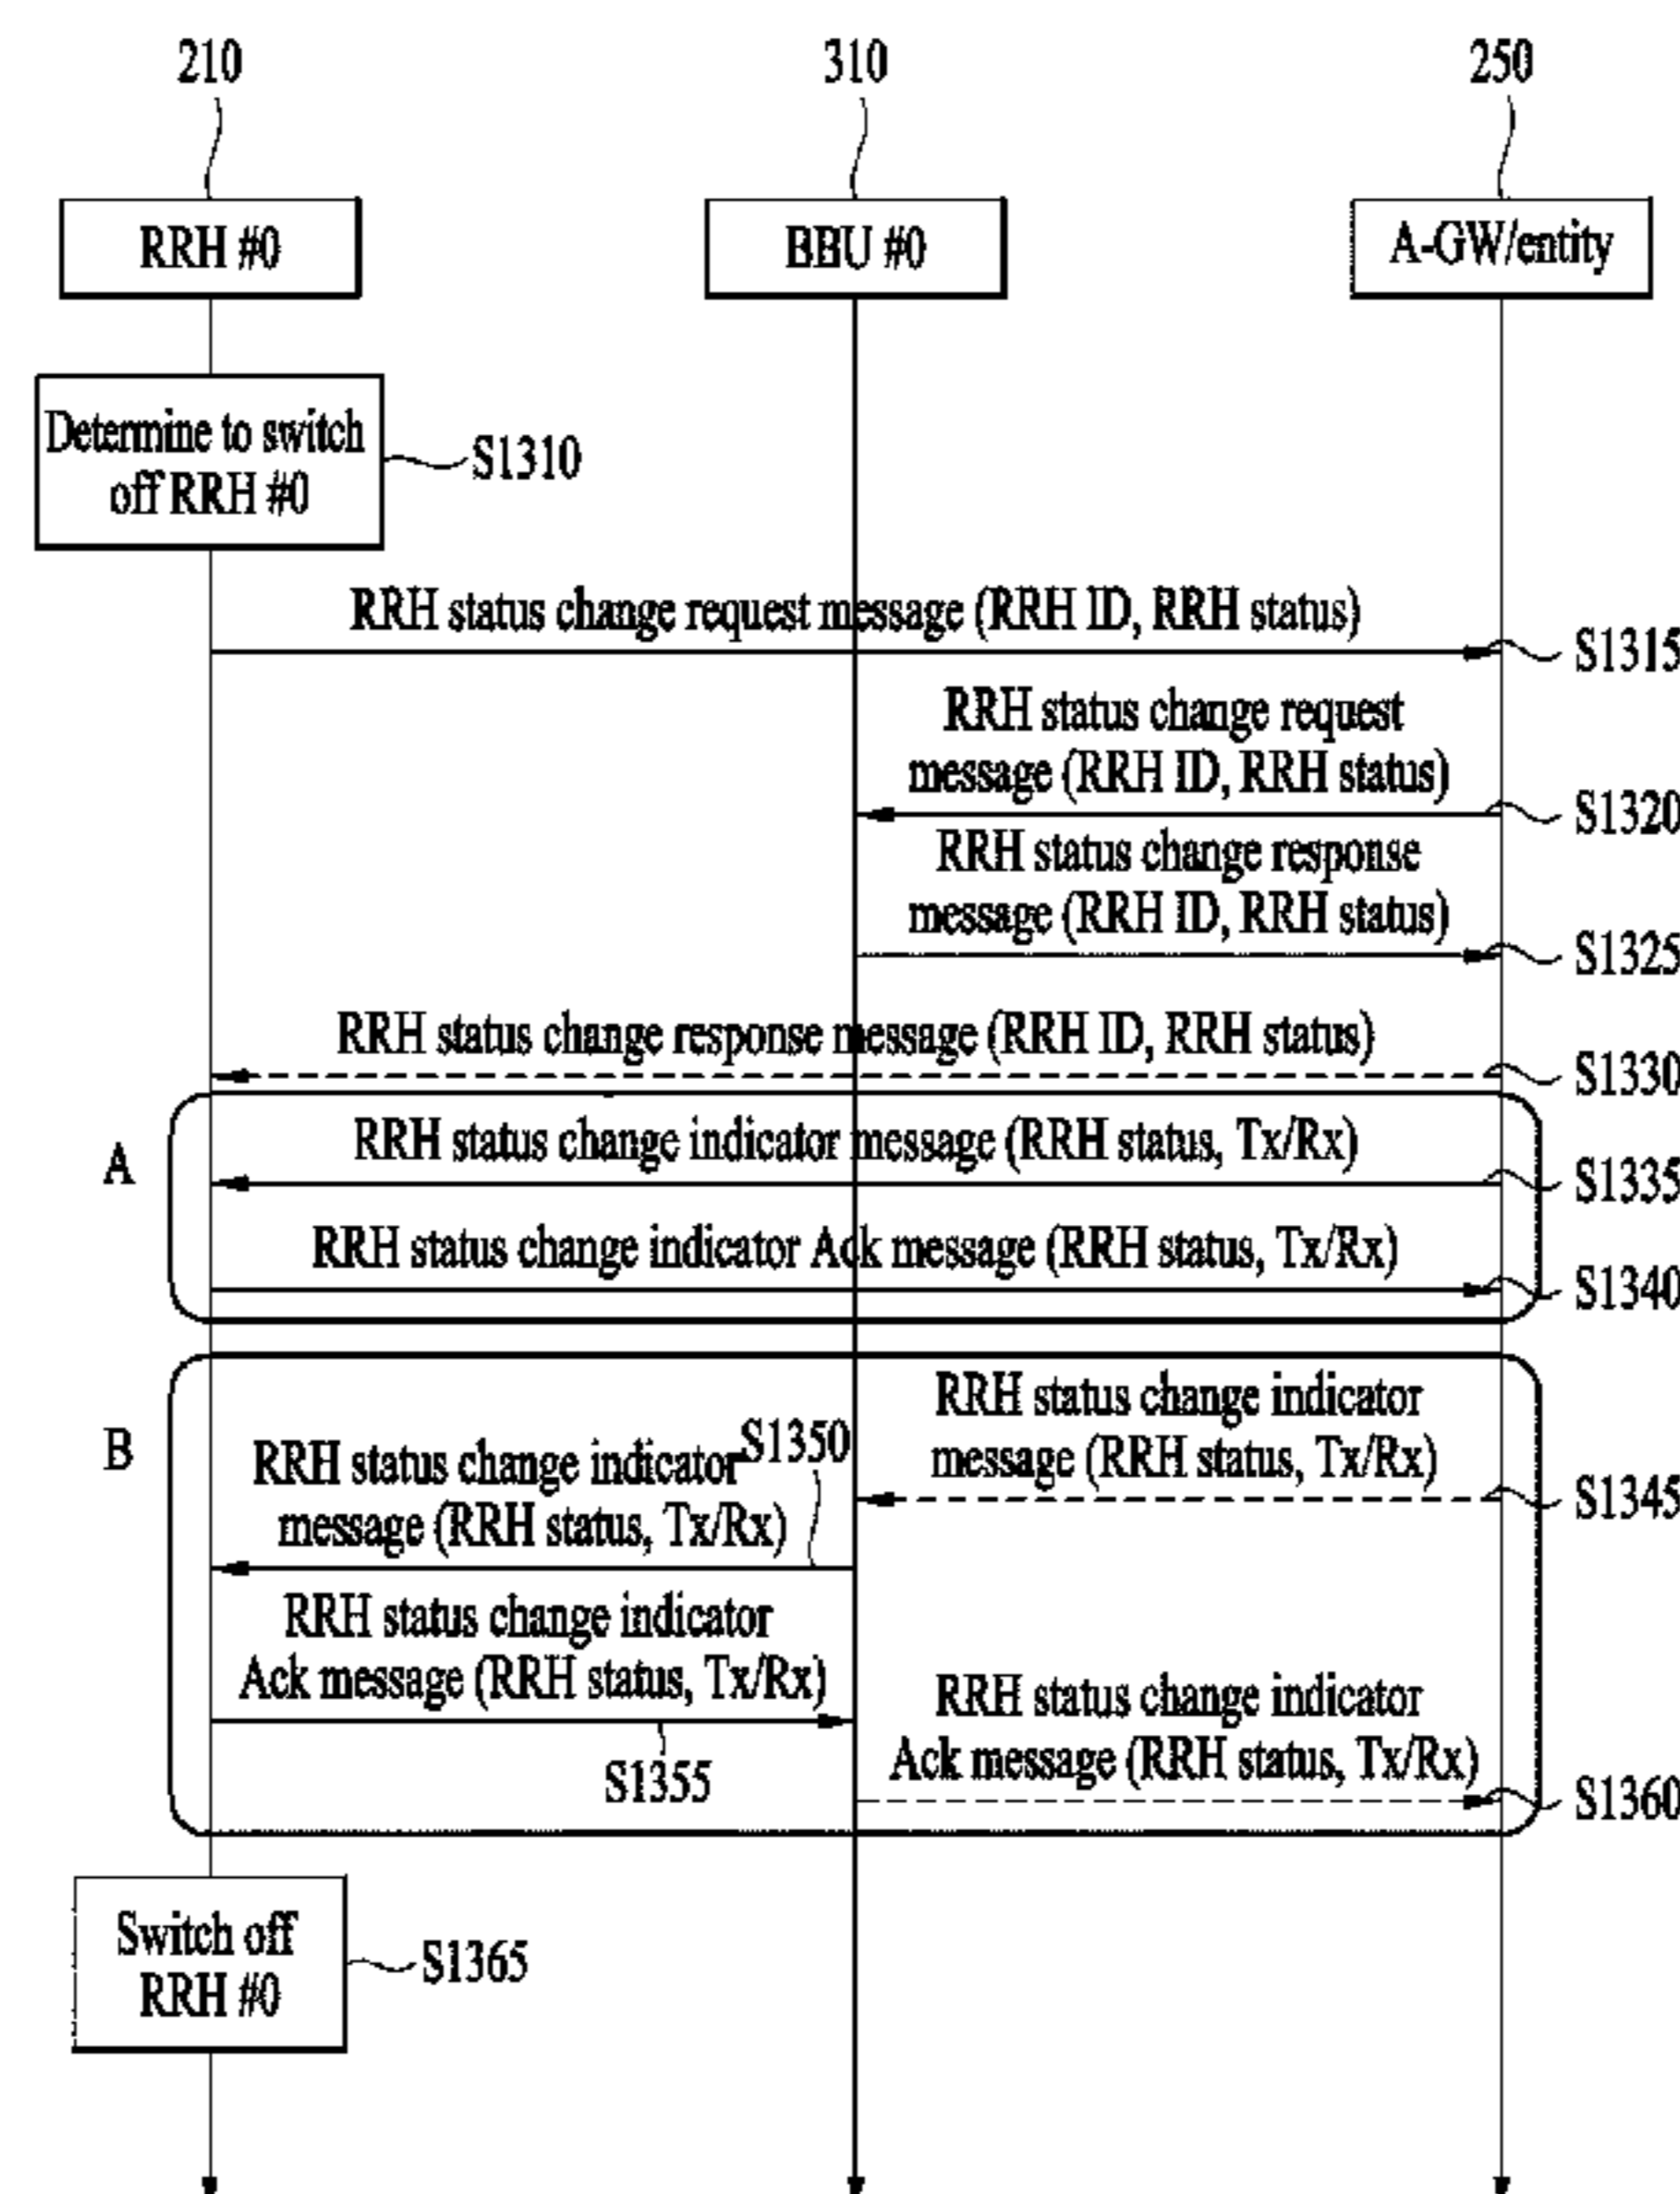 210
310
250
RRH #0
BBU #0
A-GW/entity
Determine to switch
off RRH #0
S1310
RRH status change request message (RRH ID, RRH status)
S1315
RRH status change request
message (RRH ID, RRH status)
S1320
RRH status change response
message (RRH ID, RRH status)
S1325
RRH status change response message (RRH ID, RRH status)
S1330
A
RRH status change indicator message (RRH status, Tx/Rx)
S1335
RRH status change indicator Ack message (RRH status, Tx/Rx)
S1340
B
RRH status change indicator
message (RRH status, Tx/Rx)
S1345
S1350
RRH status change indicator
message (RRH status, Tx/Rx)
RRH status change indicator
Ack message (RRH status, Tx/Rx)
S1355
RRH status change indicator
Ack message (RRH status, Tx/Rx)
S1360
Switch off
RRH #0
S1365